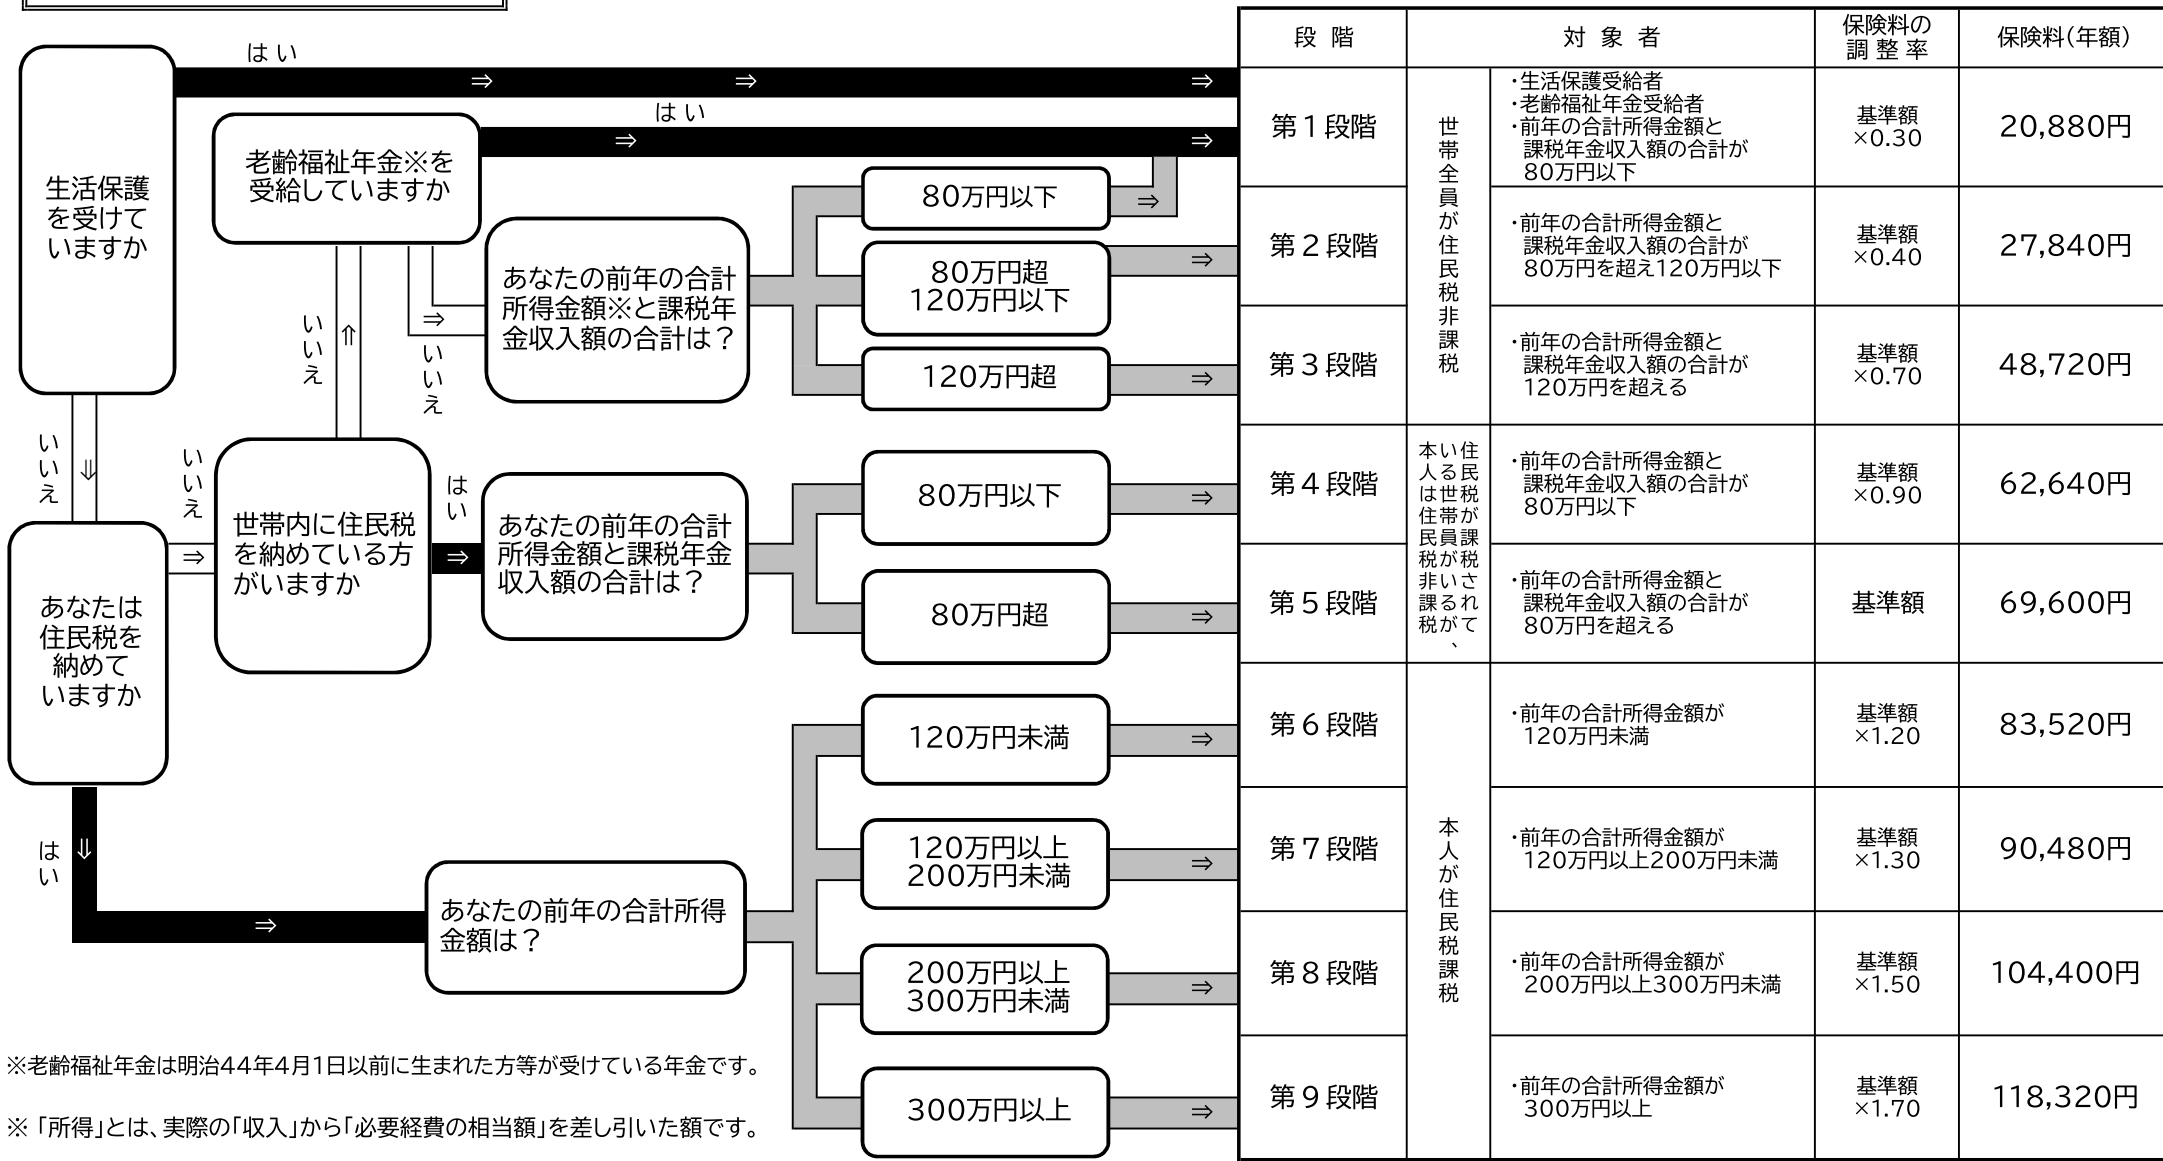 はい
生活保護
を受けて
いますか
はい
老齢福祉年金※を
受給していますか
いいえ
いいえ
あなたの前年の合計
所得金額※と課税年
金収入額の合計は？
80万円以下
80万円超
120万円以下
120万円超
いいえ
いいえ
あなたは
住民税を
納めて
いますか
世帯内に住民税
を納めている方
がいますか
はい
あなたの前年の合計
所得金額と課税年金
収入額の合計は？
80万円以下
80万円超
はい
あなたの前年の合計所得
金額は？
120万円未満
120万円以上
200万円未満
200万円以上
300万円未満
300万円以上
※老齢福祉年金は明治44年4月1日以前に生まれた方等が受けている年金です。
※「所得」とは、実際の「収入」から「必要経費の相当額」を差し引いた額です。
段階 対象者 保険料の 保険料（年額）
調整率
世帯全員が住民税非課税
第１段階
・生活保護受給者
・老齢福祉年金受給者
・前年の合計所得金額と
課税年金収入額の合計が
80万円以下
基準額
×0.30
20,880円
第２段階
・前年の合計所得金額と
課税年金収入額の合計が
80万円を超え120万円以下
基準額
×0.40
27,840円
第３段階
・前年の合計所得金額と
課税年金収入額の合計が
120万円を超える
基準額
×0.70
48,720円
住民税が課税されて
いる世帯員がいるが、
本人は住民税非課税
第４段階
・前年の合計所得金額と
課税年金収入額の合計が
80万円以下
基準額
×0.90
62,640円
第５段階
・前年の合計所得金額と
課税年金収入額の合計が
80万円を超える
基準額
69,600円
本人が住民税課税
第６段階
・前年の合計所得金額が
120万円未満
基準額
×1.20
83,520円
第７段階
・前年の合計所得金額が
120万円以上200万円未満
基準額
×1.30
90,480円
第８段階
・前年の合計所得金額が
200万円以上300万円未満
基準額
×1.50
104,400円
第９段階
・前年の合計所得金額が
300万円以上
基準額
×1.70
118,320円